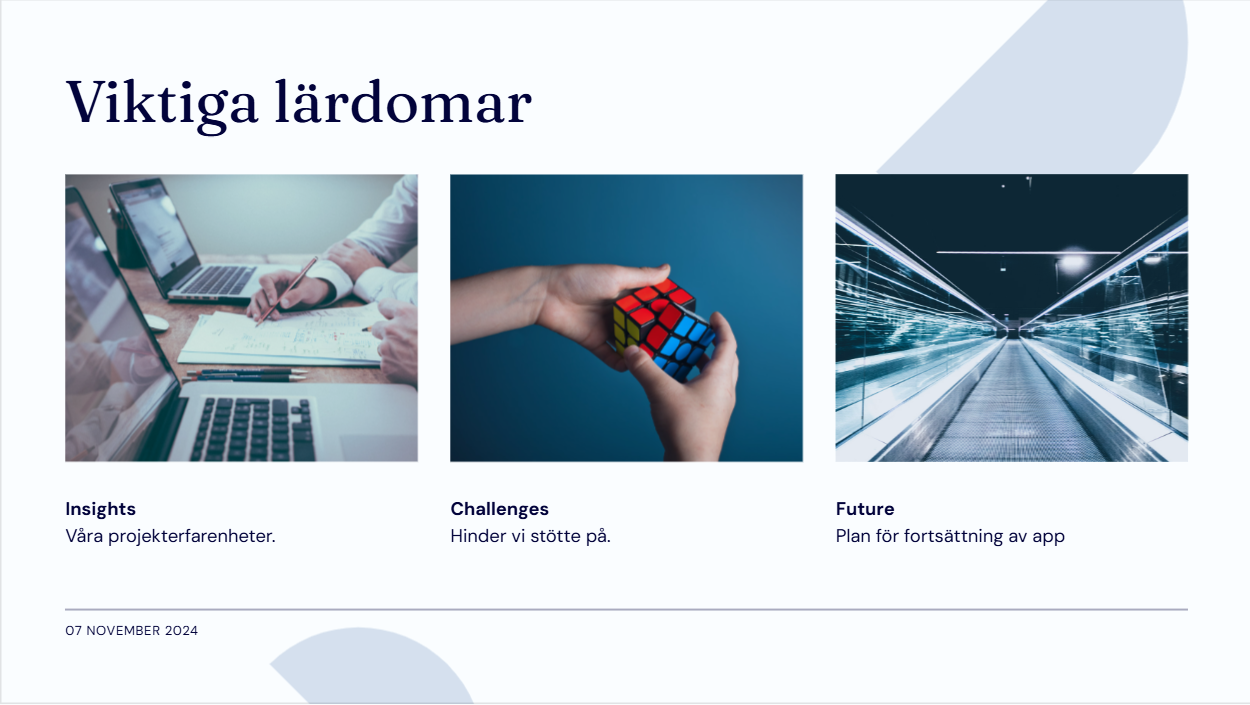 Viktiga lärdomar
Insights
Våra projekterfarenheter.
Challenges
Hinder vi stötte på.
Future
Plan för fortsättning av app
07 NOVEMBER 2024